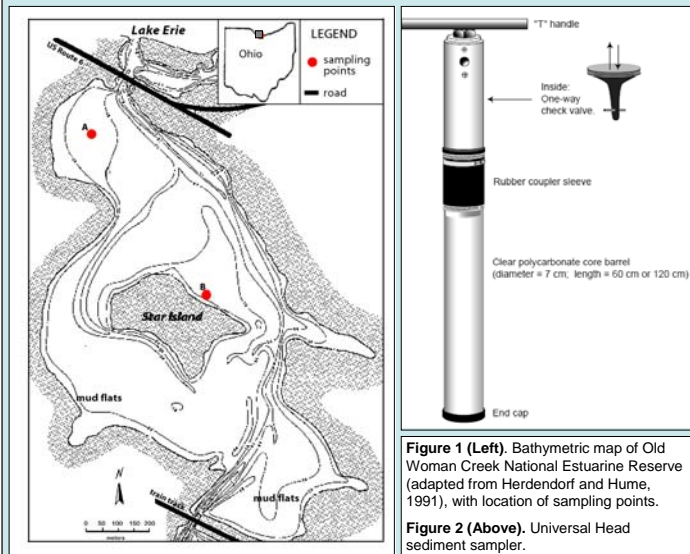 Lake Erie
US Route 6
Ohio
LEGEND
sampling
points
road
A
B
Star Island
mud flats
N
0 50 100 150 200
meters
train track
mud flats
"T" handle
Inside:
One-way
check valve.
Rubber coupler sleeve
Clear polycarbonate core barrel
(diameter = 7 cm; length = 60 cm or 120 cm)
End cap
Figure 1 (Left). Bathymetric map of Old
Woman Creek National Estuarine Reserve
(adapted from Herdendorf and Hume,
1991), with location of sampling points.
Figure 2 (Above). Universal Head
sediment sampler.